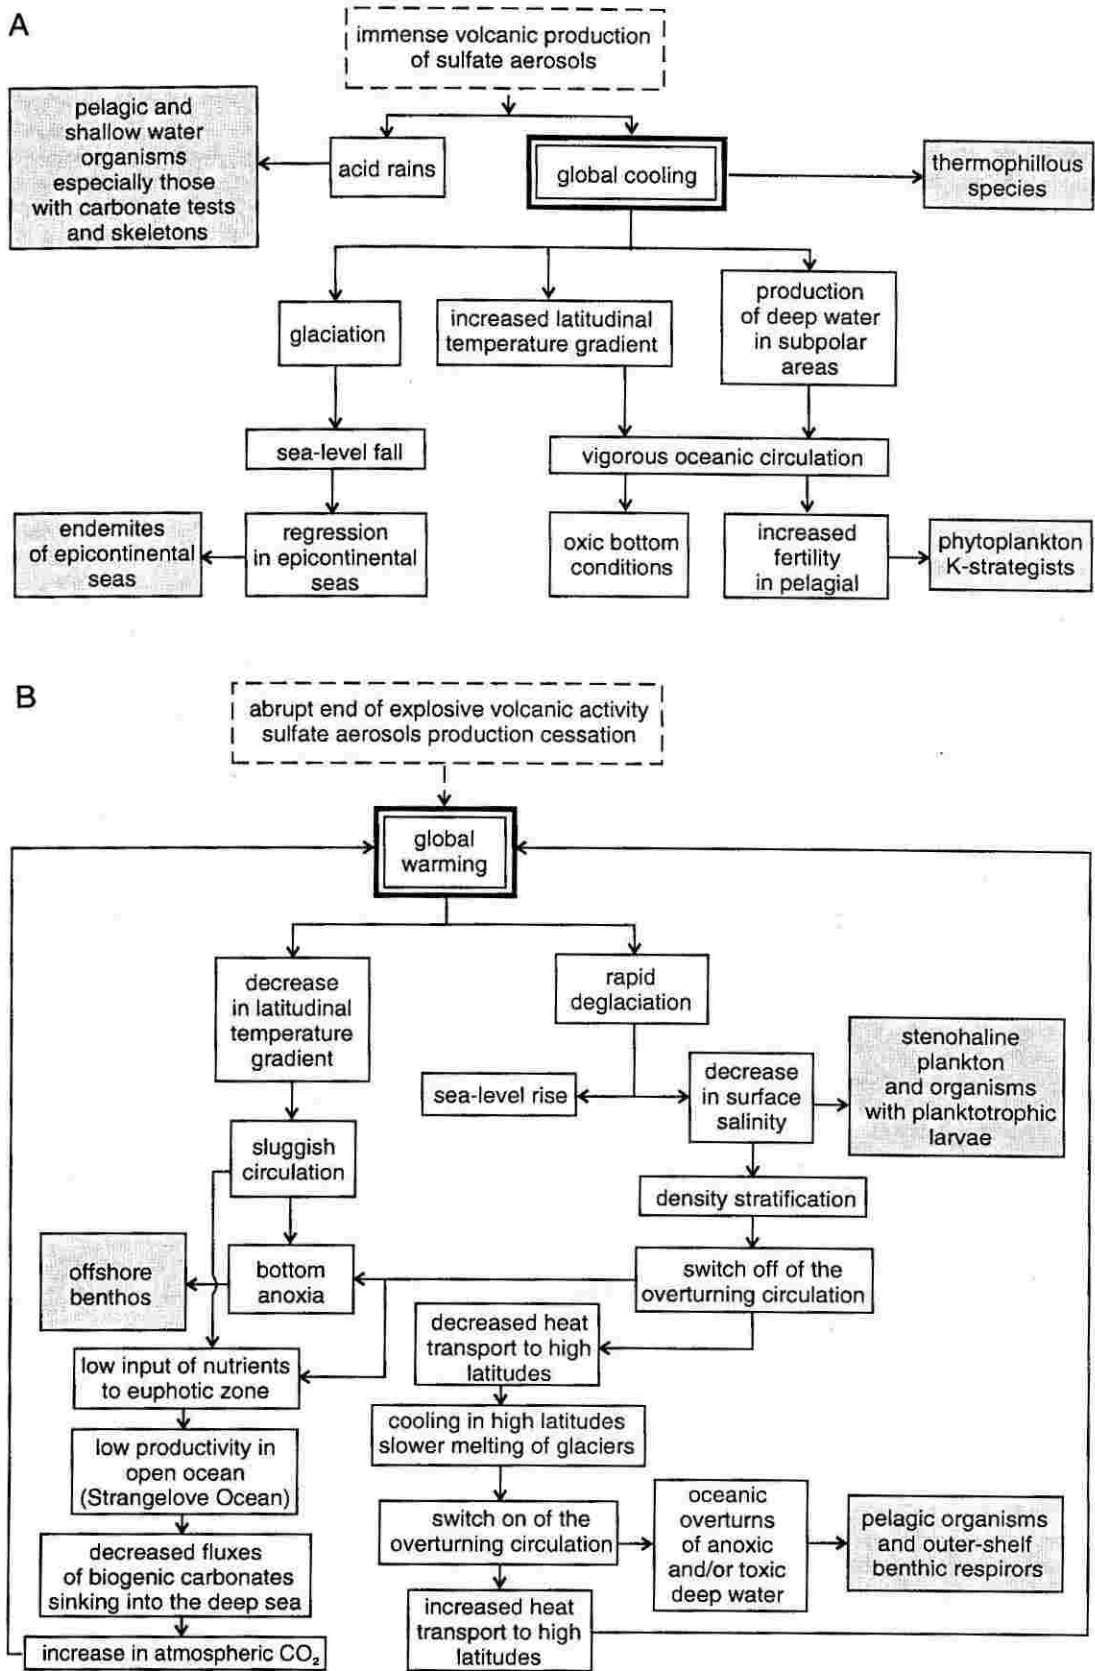 A
immense volcanic production
of sulfate aerosols
pelagic and
shallow water
organisms
especially those
with carbonate tests
and skeletons
acid rains
global cooling
thermophillous
species
glaciation
increased latitudinal
temperature gradient
production
of deep water
in subpolar
areas
sea-level fall
vigorous oceanic circulation
endemites
of epicontinental
seas
regression
in epicontinental
seas
oxic bottom
conditions
increased
fertility
in pelagial
phytoplankton
K-strategists
B
abrupt end of explosive volcanic activity
sulfate aerosols production cessation
global
warming
decrease
in latitudinal
temperature
gradient
rapid
deglaciation
sea-level rise
decrease
in surface
salinity
stenohaline
plankton
and organisms
with planktotrophic
larvae
sluggish
circulation
density stratification
offshore
benthos
bottom
anoxia
switch off of the
overturning circulation
decreased heat
transport to high
latitudes
low input of nutrients
to euphotic zone
cooling in high latitudes
slower melting of glaciers
low productivity in
open ocean
(Strangelove Ocean)
switch on of the
overturning circulation
oceanic
overturns
of anoxic
and/or toxic
deep water
pelagic organisms
and outer-shelf
benthic respirors
decreased fluxes
of biogenic carbonates
sinking into the deep sea
increased heat
transport to high
latitudes
increase in atmospheric CO₂